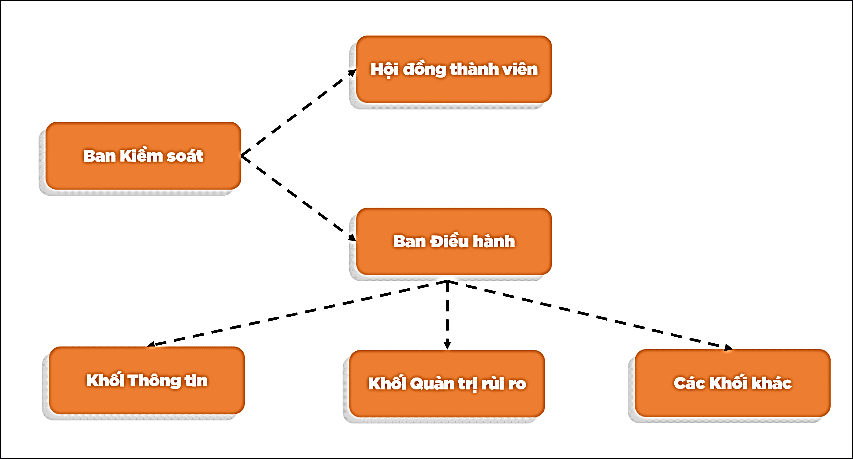 Hội đồng thành viên
Ban Kiểm soát
Ban Điều hành
Khối Thông tin
Khối Quản trị rủi ro
Các Khối khác